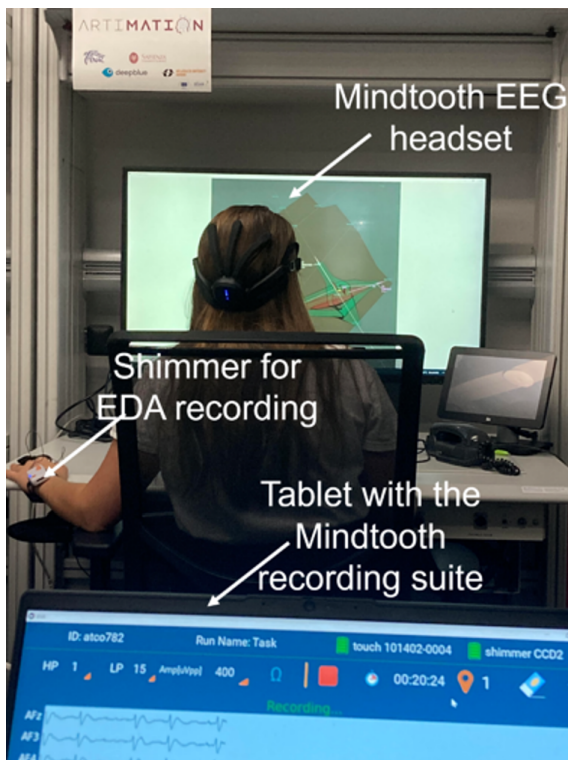 ARTIMATION
deepblue
Mindtooth EEG
headset
Shimmer for
EDA recording
Tablet with the
Mindtooth
recording suite
ID: atco782
Run Name: Task
touch 101402-0004
shimmer CCD2
HP 1
LP 15
Amp[uVpp] 400
Ω
00:20:24
1
Recording...
AFz
AF3
AF4